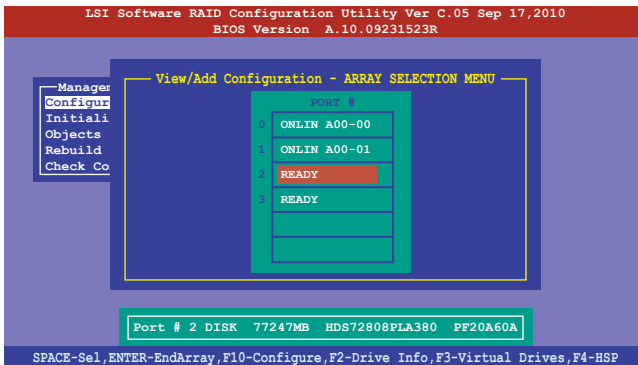 LSI Software RAID Configuration Utility Ver C.05 Sep 17,2010
BIOS Version A.10.09231523R
View/Add Configuration - ARRAY SELECTION MENU
Managem
Configure
Initiali
Objects
Rebuild
Check Co
PORT #
0 ONLIN A00-00
1 ONLIN A00-01
2 READY
3 READY
Port # 2 DISK 77247MB HDS72808PLA380 PF20A60A
SPACE-Sel,ENTER-EndArray,F10-Configure,F2-Drive Info,F3-Virtual Drives,F4-HSP